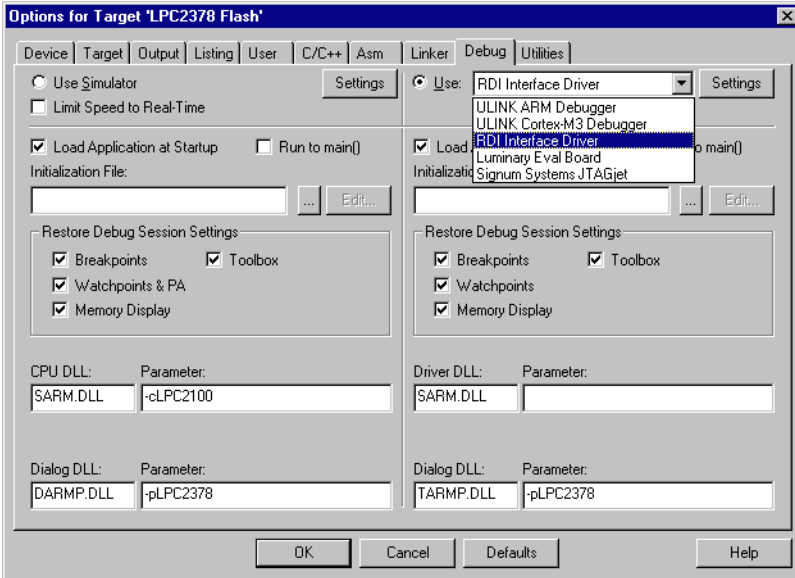 Options for Target 'LPC2378 Flash'
Device Target Output Listing User C/C++ Asm Linker Debug Utilities
Use Simulator Settings
Limit Speed to Real-Time
Use: RDI Interface Driver Settings
ULINK ARM Debugger
ULINK Cortex-M3 Debugger
RDI Interface Driver
Luminary Eval Board
Signum Systems JTAGjet
Load Application at Startup Run to main()
Initialization File:
... Edit...
Load main()
... Edit...
Restore Debug Session Settings
Breakpoints Toolbox
Watchpoints & PA
Memory Display
Restore Debug Session Settings
Breakpoints Toolbox
Watchpoints
Memory Display
CPU DLL: Parameter:
SARM.DLL -cLPC2100
Driver DLL: Parameter:
SARM.DLL
Dialog DLL: Parameter:
DARMP.DLL -pLPC2378
Dialog DLL: Parameter:
TARMP.DLL -pLPC2378
OK Cancel Defaults Help